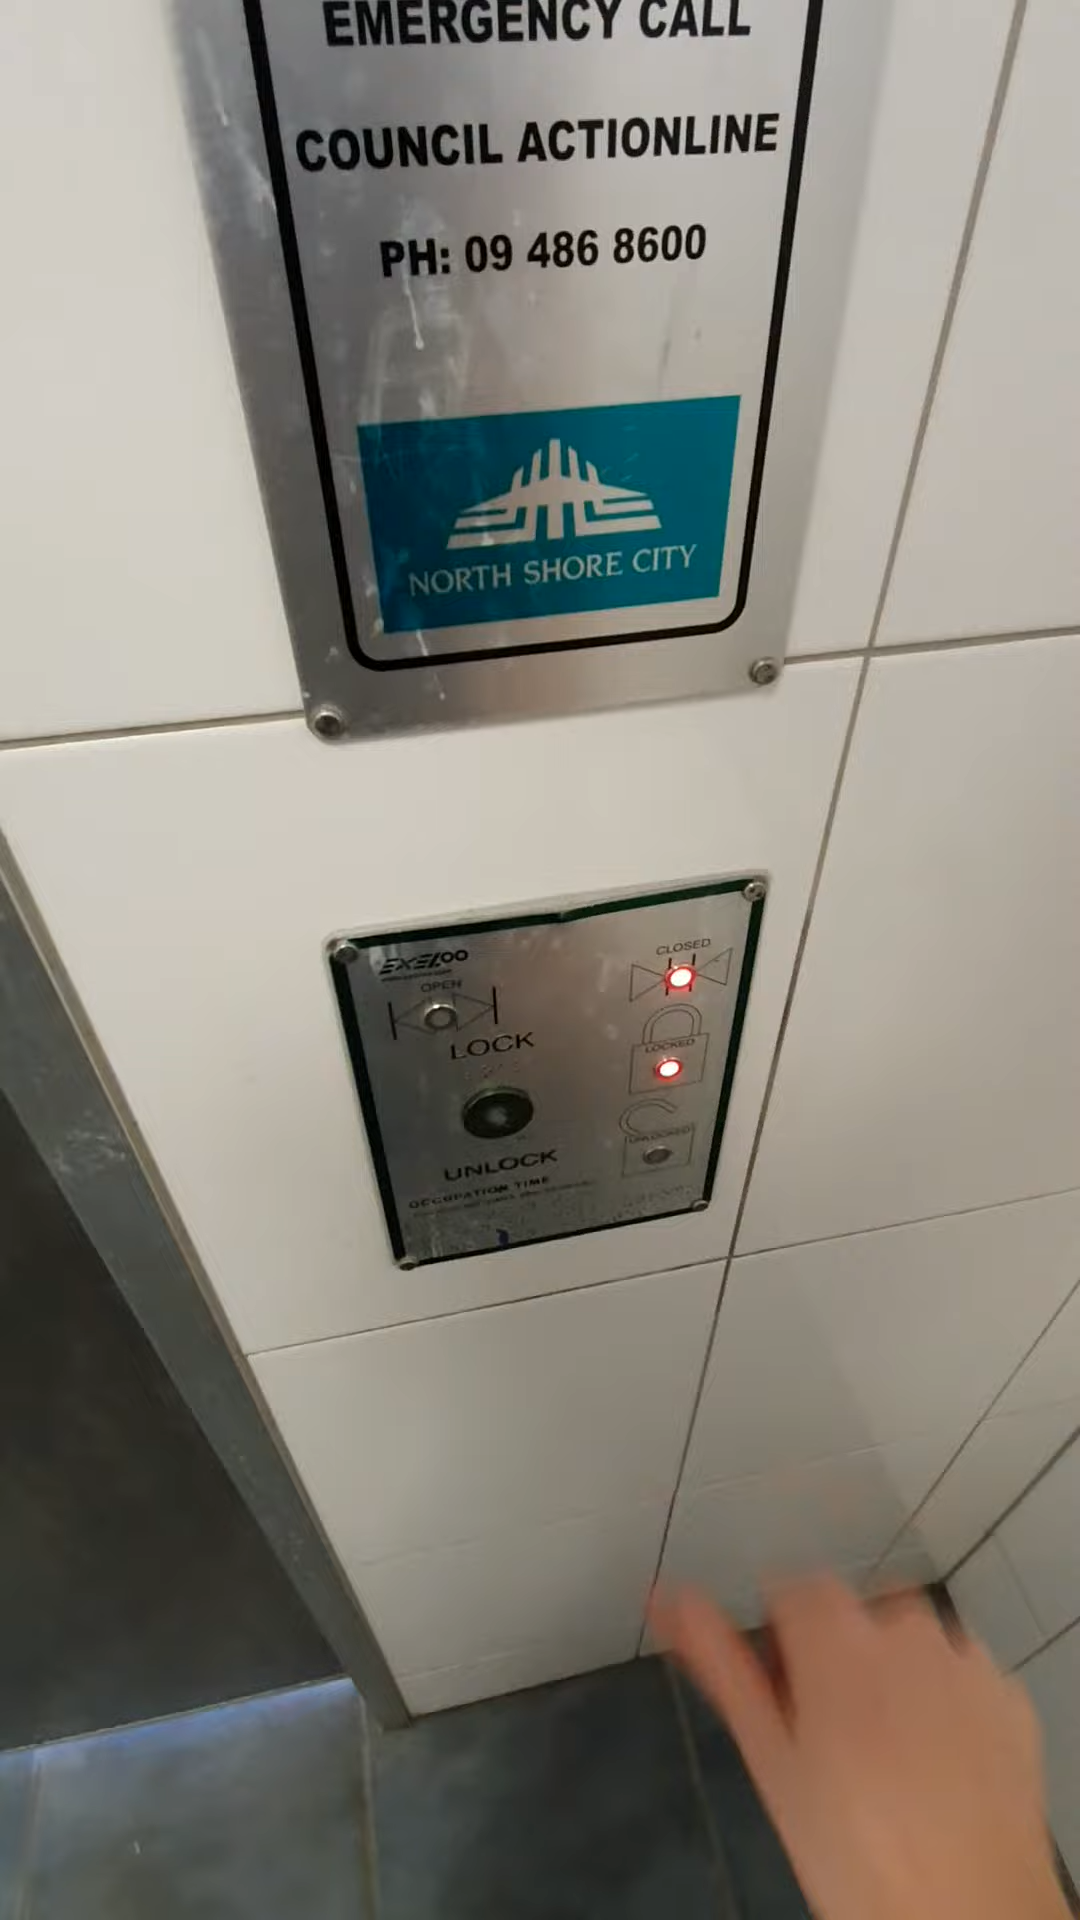 EMERGENCY CALL
COUNCIL ACTIONLINE
PH: 09 486 8600
NORTH SHORE CITY
EXELOO
OPEN
CLOSED
LOCK
LOCKED
UNLOCK
UNLOCKED
OCCUPATION TIME